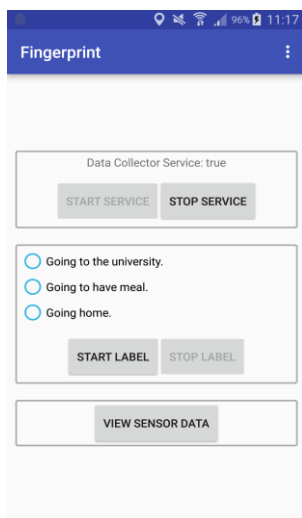 96% 11:17
Fingerprint
Data Collector Service: true
START SERVICE STOP SERVICE
Going to the university.
Going to have meal.
Going home.
START LABEL STOP LABEL
VIEW SENSOR DATA